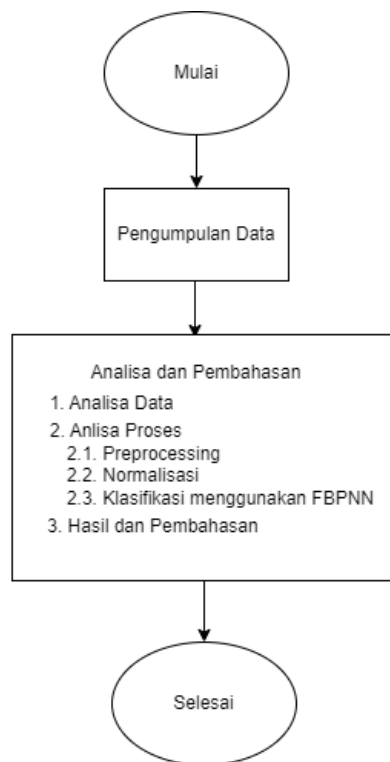 Mulai
Pengumpulan Data
Analisa dan Pembahasan
1. Analisa Data
2. Anlisa Proses
2.1. Preprocessing
2.2. Normalisasi
2.3. Klasifikasi menggunakan FBPNN
3. Hasil dan Pembahasan
Selesai